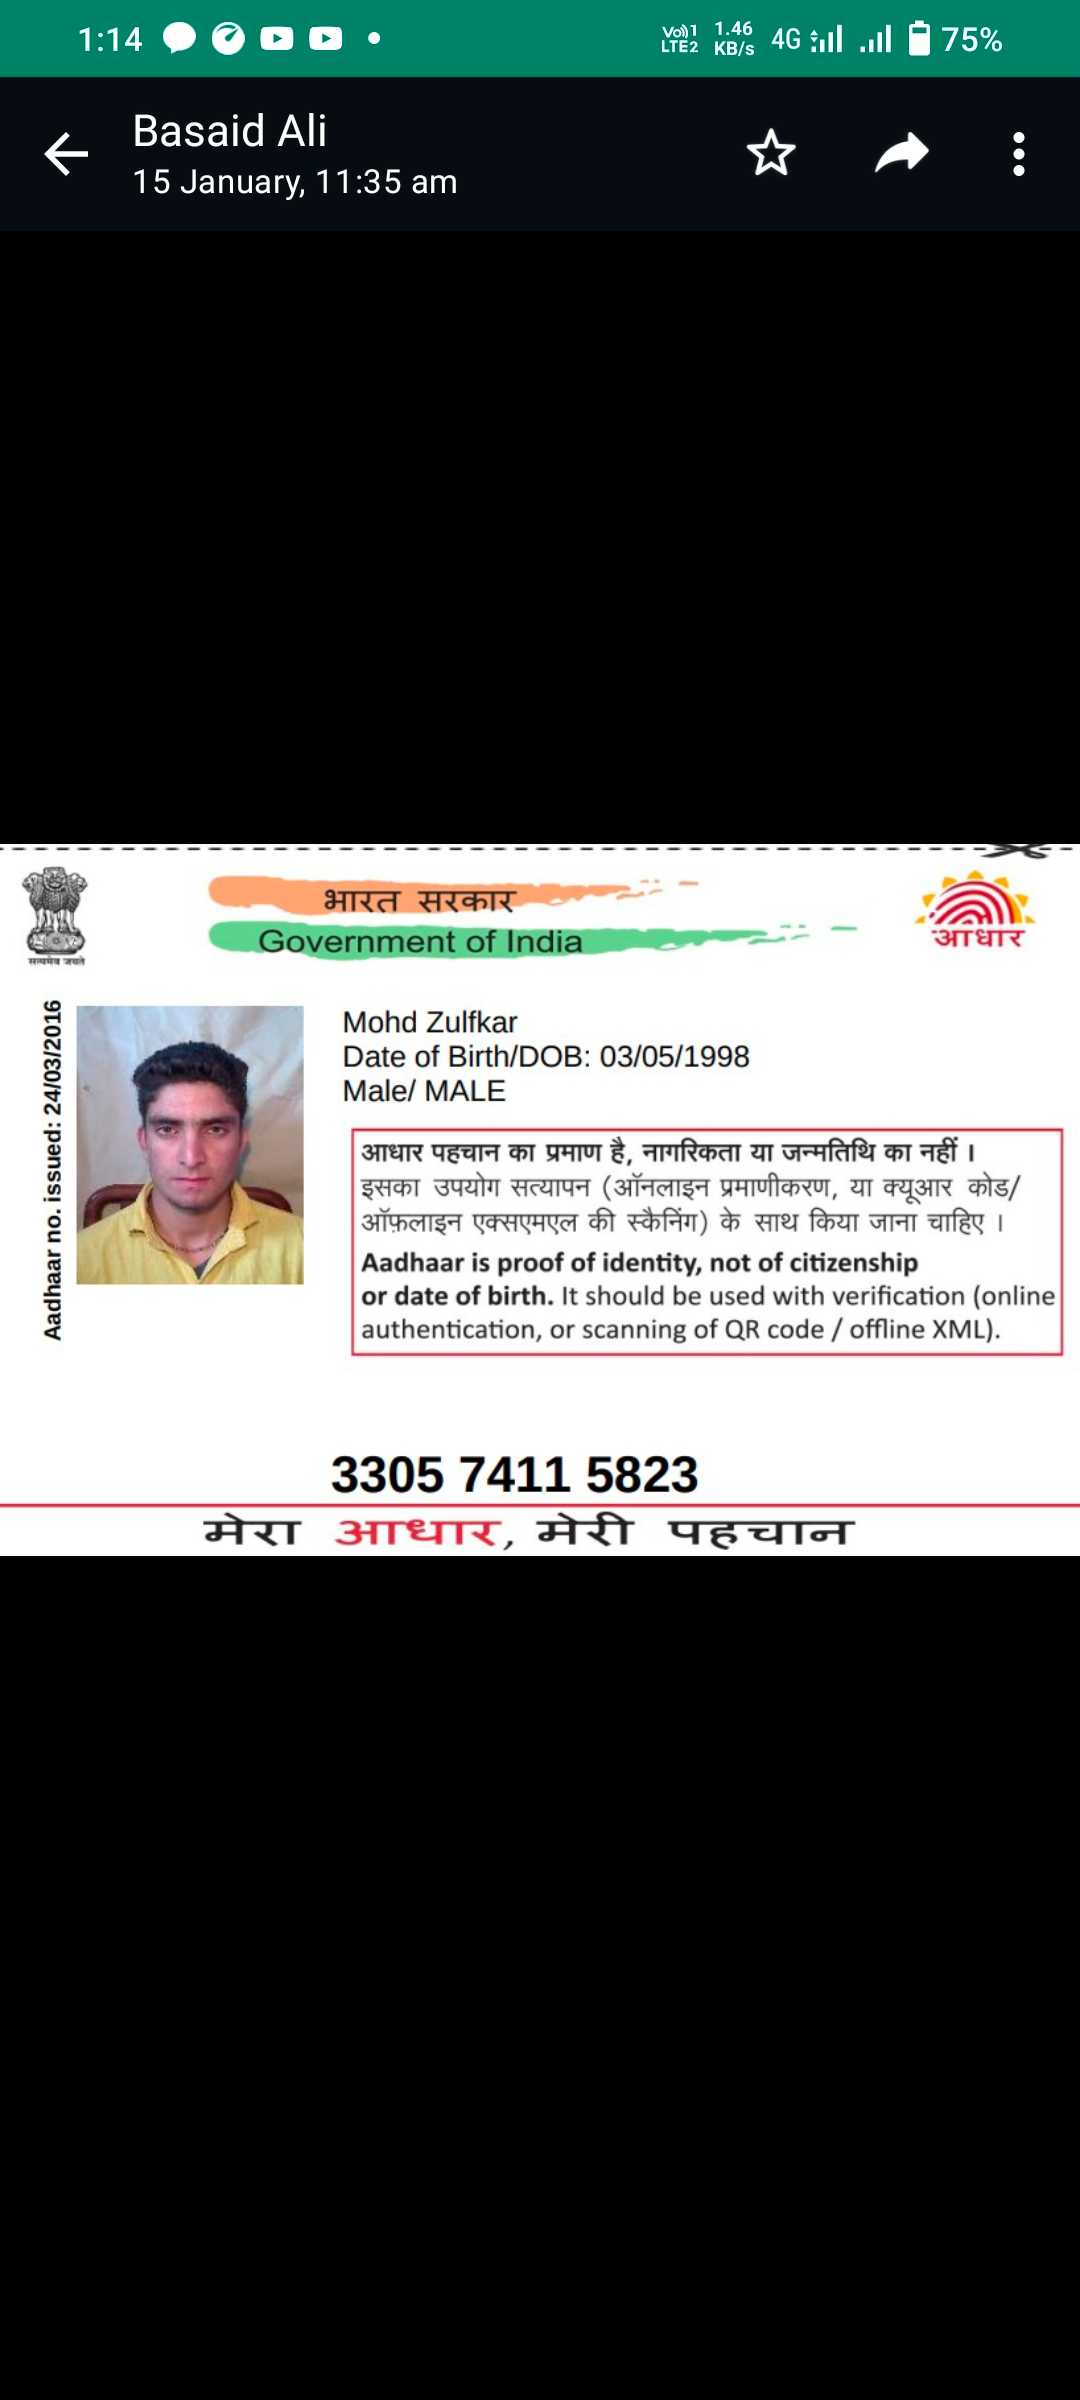 1:14
Vo)) 1
LTE2
1.46
KB/s
4G
75%
Basaid Ali
15 January, 11:35 am
भारत सरकार
Government of India
सत्यमेव जयते
आधार
Aadhaar no. issued: 24/03/2016
Mohd Zulfkar
Date of Birth/DOB: 03/05/1998
Male/ MALE
आधार पहचान का प्रमाण है, नागरिकता या जन्मतिथि का नहीं ।
इसका उपयोग सत्यापन (ऑनलाइन प्रमाणीकरण, या क्यूआर कोड/
ऑफ़लाइन एक्सएमएल की स्कैनिंग) के साथ किया जाना चाहिए ।
Aadhaar is proof of identity, not of citizenship
or date of birth. It should be used with verification (online
authentication, or scanning of QR code / offline XML).
3305 7411 5823
मेरा आधार, मेरी पहचान